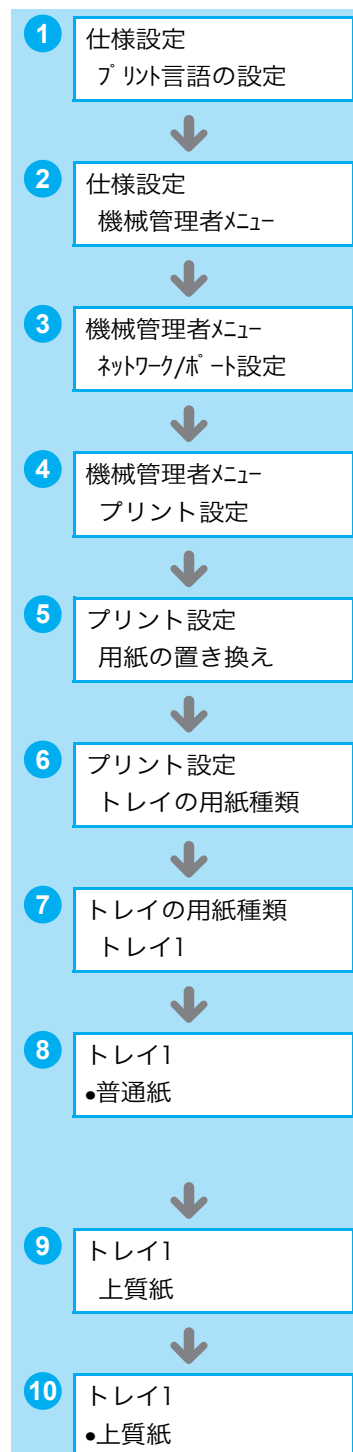 1
仕様設定
ﾌﾟﾘﾝﾄ言語の設定
2
仕様設定
機械管理者ﾒﾆｭｰ
3
機械管理者ﾒﾆｭｰ
ﾈｯﾄﾜｰｸ/ﾎﾟｰﾄ設定
4
機械管理者ﾒﾆｭｰ
プリント設定
5
プリント設定
用紙の置き換え
6
プリント設定
トレイの用紙種類
7
トレイの用紙種類
トレイ1
8
トレイ1
•普通紙
9
トレイ1
上質紙
10
トレイ1
•上質紙